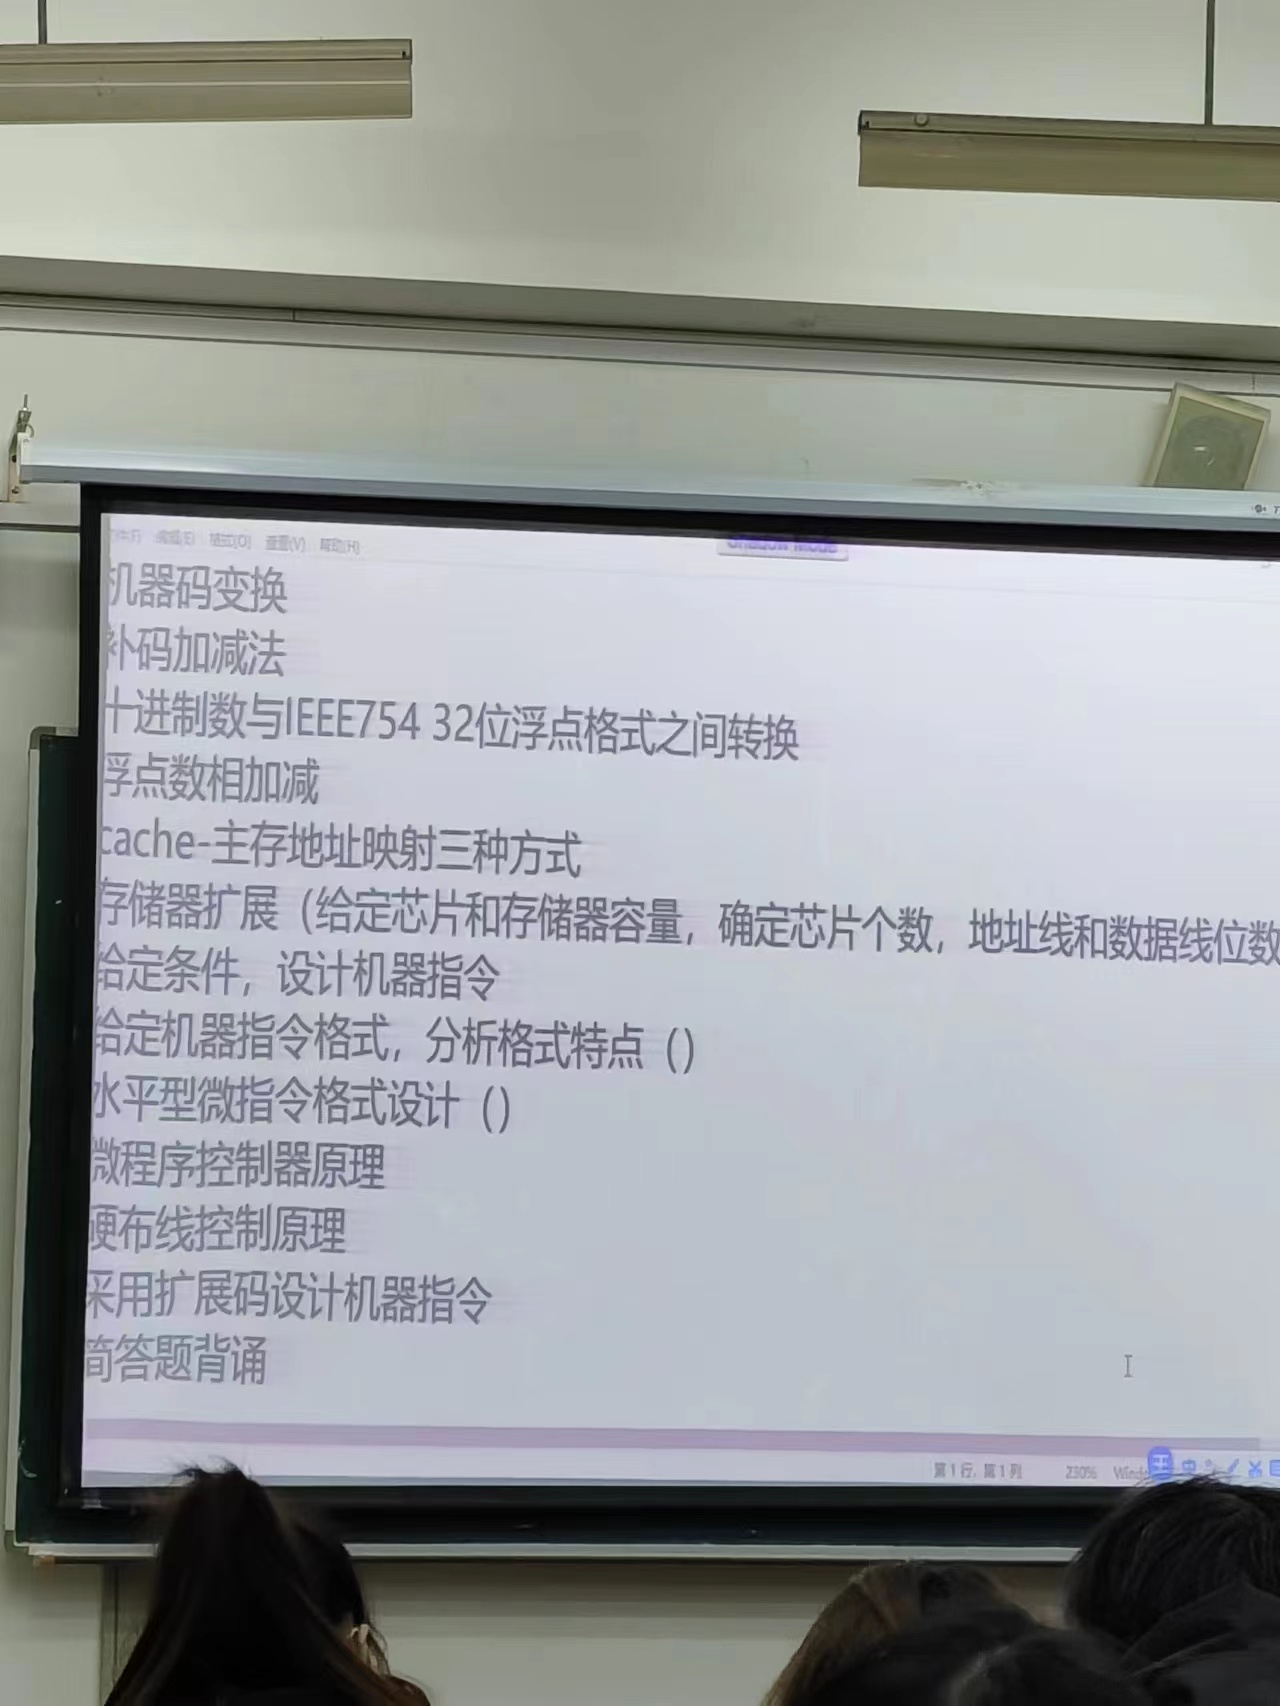 编辑(E) 格式(O) 查看(V) 帮助(H)
Shadow Mode
机器码变换
补码加减法
十进制数与IEEE754 32位浮点格式之间转换
浮点数相加减
cache-主存地址映射三种方式
存储器扩展（给定芯片和存储器容量，确定芯片个数，地址线和数据线位数
给定条件，设计机器指令
给定机器指令格式，分析格式特点（）
水平型微指令格式设计（）
微程序控制器原理
硬布线控制原理
采用扩展码设计机器指令
简答题背诵
第1行, 第1列 230% Windo